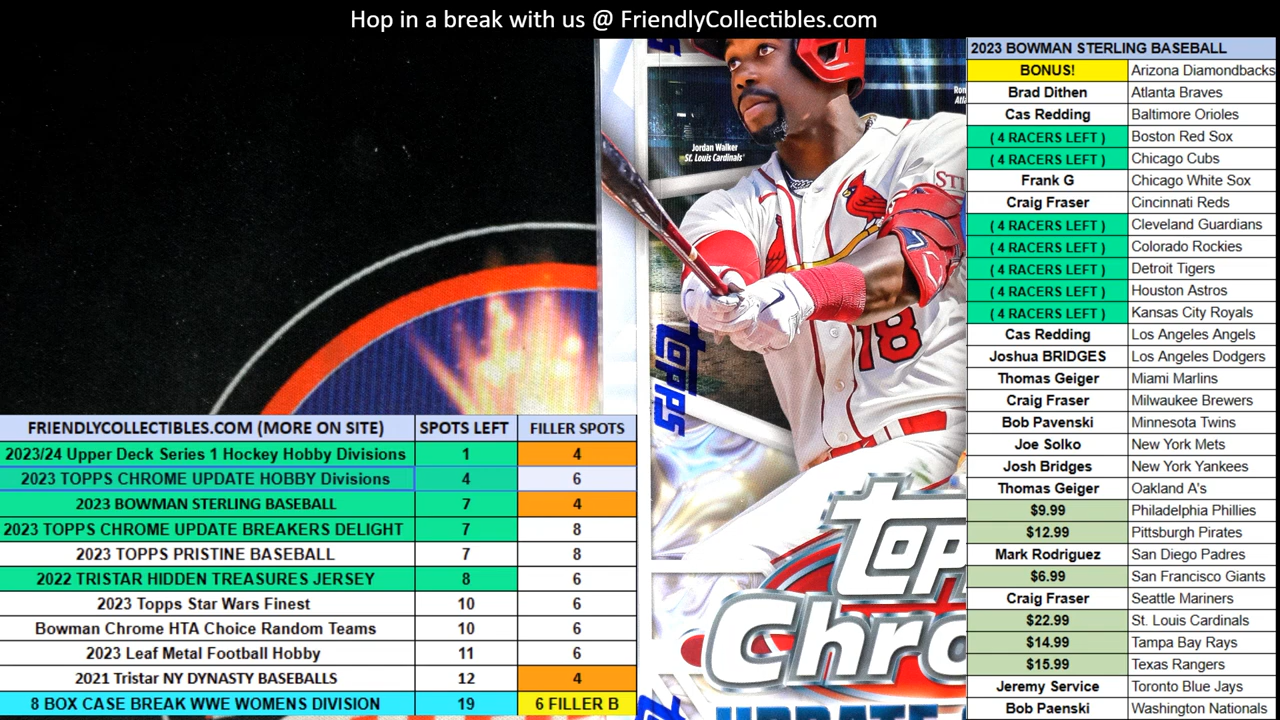 Hop in a break with us @ FriendlyCollectibles.com
FRIENDLYCOLLECTIBLES.COM (MORE ON SITE) SPOTS LEFT FILLER SPOTS
2023/24 Upper Deck Series 1 Hockey Hobby Divisions 1 4
2023 TOPPS CHROME UPDATE HOBBY Divisions 4 6
2023 BOWMAN STERLING BASEBALL 7 4
2023 TOPPS CHROME UPDATE BREAKERS DELIGHT 7 8
2023 TOPPS PRISTINE BASEBALL 7 8
2022 TRISTAR HIDDEN TREASURES JERSEY 8 6
2023 Topps Star Wars Finest 10 6
Bowman Chrome HTA Choice Random Teams 10 6
2023 Leaf Metal Football Hobby 11 6
2021 Tristar NY DYNASTY BASEBALLS 12 4
8 BOX CASE BREAK WWE WOMENS DIVISION 19 6 FILLER B
Jordan Walker
St. Louis Cardinals
18
topps
Chro
UPDATE
2023 BOWMAN STERLING BASEBALL
BONUS! Arizona Diamondbacks
Brad Dithen Atlanta Braves
Cas Redding Baltimore Orioles
( 4 RACERS LEFT ) Boston Red Sox
( 4 RACERS LEFT ) Chicago Cubs
Frank G Chicago White Sox
Craig Fraser Cincinnati Reds
( 4 RACERS LEFT ) Cleveland Guardians
( 4 RACERS LEFT ) Colorado Rockies
( 4 RACERS LEFT ) Detroit Tigers
( 4 RACERS LEFT ) Houston Astros
( 4 RACERS LEFT ) Kansas City Royals
Cas Redding Los Angeles Angels
Joshua BRIDGES Los Angeles Dodgers
Thomas Geiger Miami Marlins
Craig Fraser Milwaukee Brewers
Bob Pavenski Minnesota Twins
Joe Solko New York Mets
Josh Bridges New York Yankees
Thomas Geiger Oakland A's
$9.99 Philadelphia Phillies
$12.99 Pittsburgh Pirates
Mark Rodriguez San Diego Padres
$6.99 San Francisco Giants
Craig Fraser Seattle Mariners
$22.99 St. Louis Cardinals
$14.99 Tampa Bay Rays
$15.99 Texas Rangers
Jeremy Service Toronto Blue Jays
Bob Paenski Washington Nationals